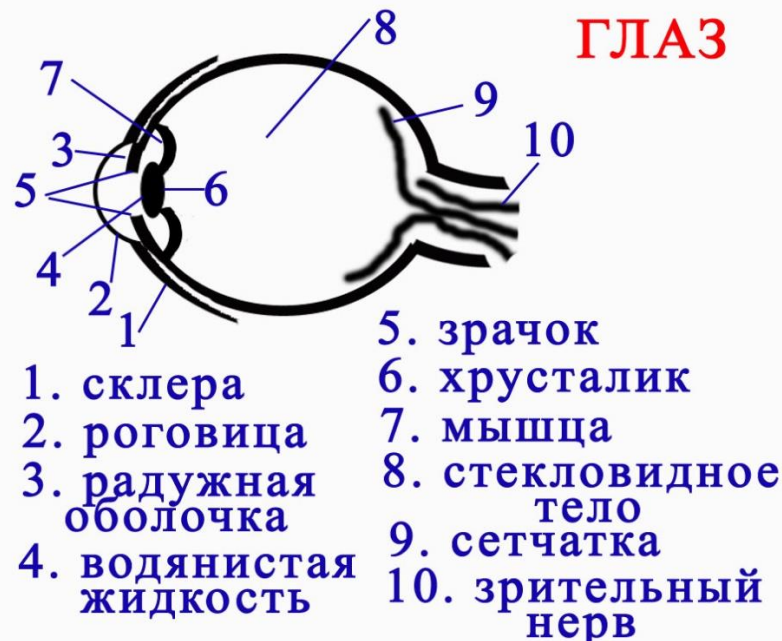 ГЛАЗ
8
7
9
3
10
5
6
4
2
1
1. склера
2. роговица
3. радужная
оболочка
4. водянистая
жидкость
5. зрачок
6. хрусталик
7. мышца
8. стекловидное
тело
9. сетчатка
10. зрительный
нерв